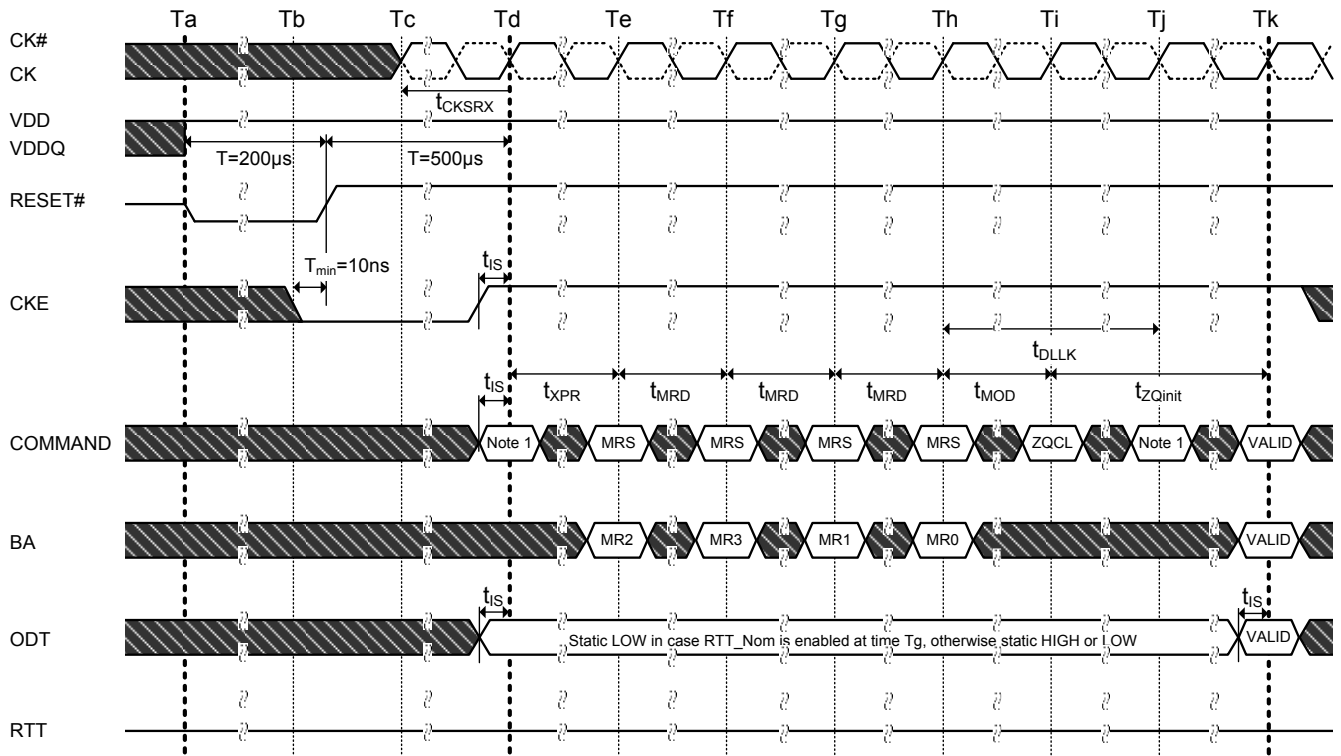 Ta Tb Tc Td Te Tf Tg Th Ti Tj Tk
CK#
CK
tCKSRX
VDD
VDDQ
T=200µs T=500µs
RESET#
Tmin=10ns tIS
CKE
tDLLK
tIS tXPR tMRD tMRD tMRD tMOD tZQinit
COMMAND Note 1 MRS MRS MRS MRS ZQCL Note 1 VALID
BA MR2 MR3 MR1 MR0 VALID
tIS tIS
ODT Static LOW in case RTT_Nom is enabled at time Tg, otherwise static HIGH or LOW VALID
RTT